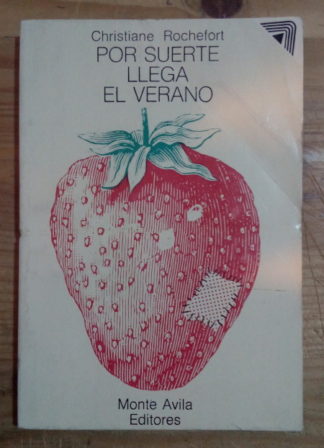 Christiane Rochefort
POR SUERTE
LLEGA
EL VERANO
Monte Avila
Editores